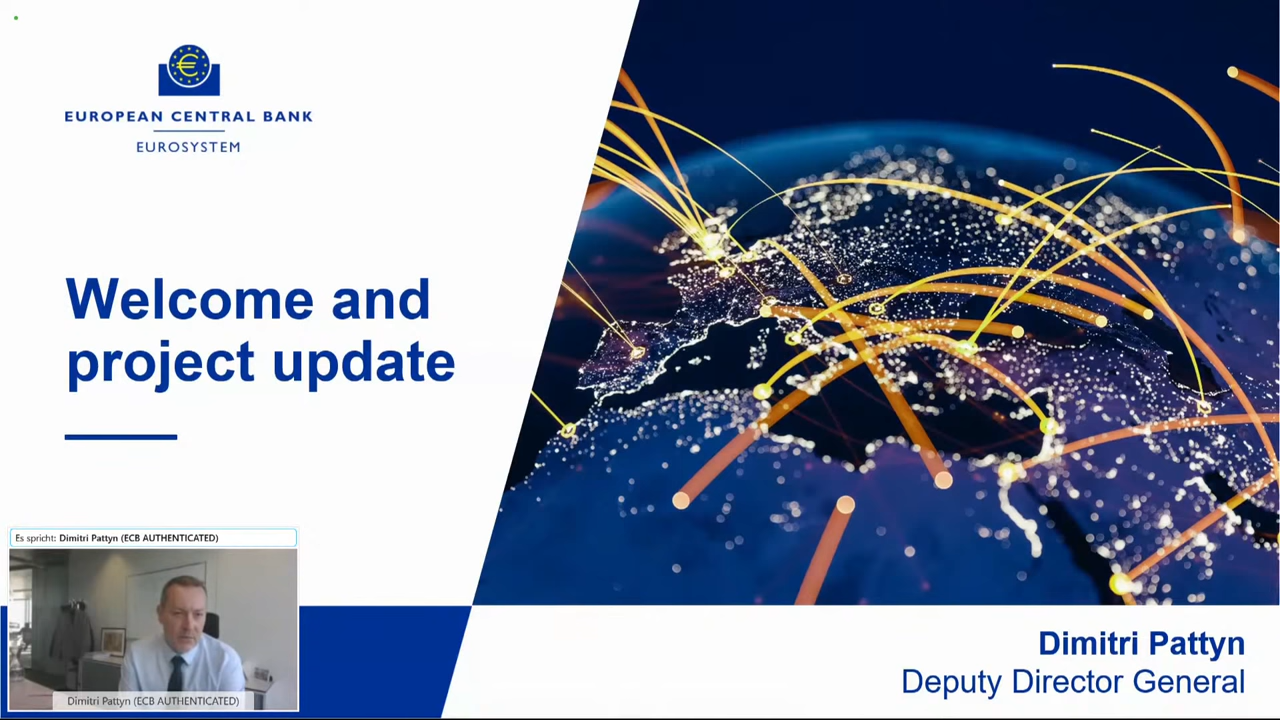 EUROPEAN CENTRAL BANK
EUROSYSTEM
Welcome and
project update
Es spricht: Dimitri Pattyn (ECB AUTHENTICATED)
Dimitri Pattyn (ECB AUTHENTICATED)
Dimitri Pattyn
Deputy Director General